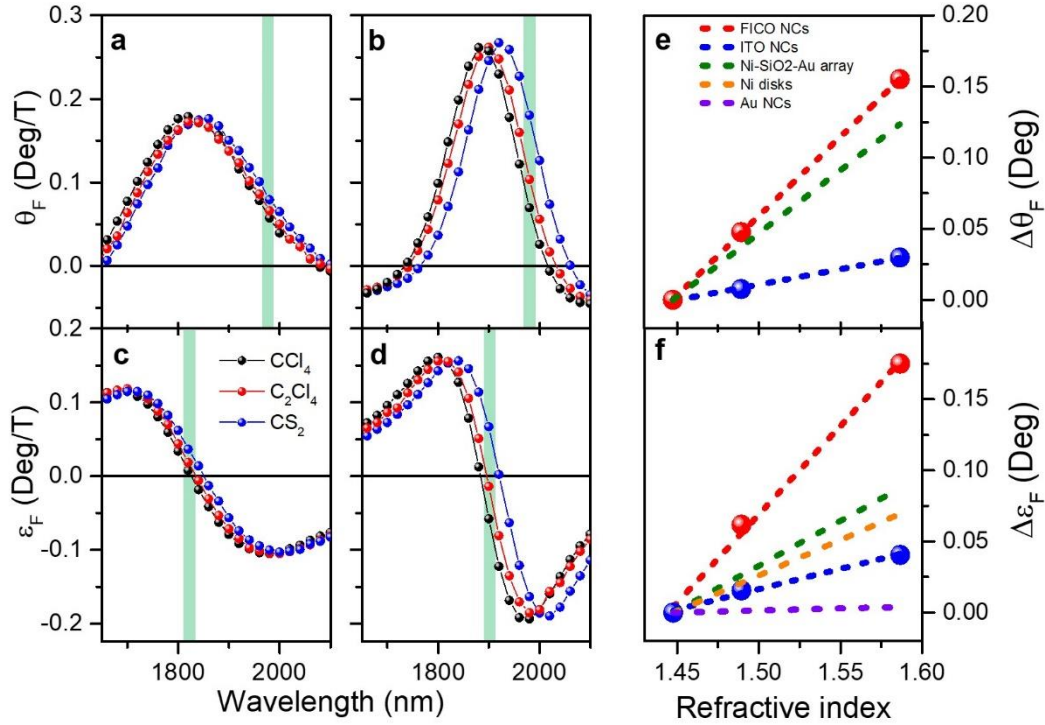 a
b
e
0.3
0.2
0.1
0.0
θF (Deg/T)
FICO NCs
ITO NCs
Ni-SiO2-Au array
Ni disks
Au NCs
0.20
0.15
0.10
0.05
0.00
ΔθF (Deg)
c
d
f
CCl4
C2Cl4
CS2
0.2
0.1
0.0
-0.1
-0.2
εF (Deg/T)
0.15
0.10
0.05
0.00
ΔεF (Deg)
1800 2000 1800 2000
1.45 1.50 1.55 1.60
Wavelength (nm)
Refractive index